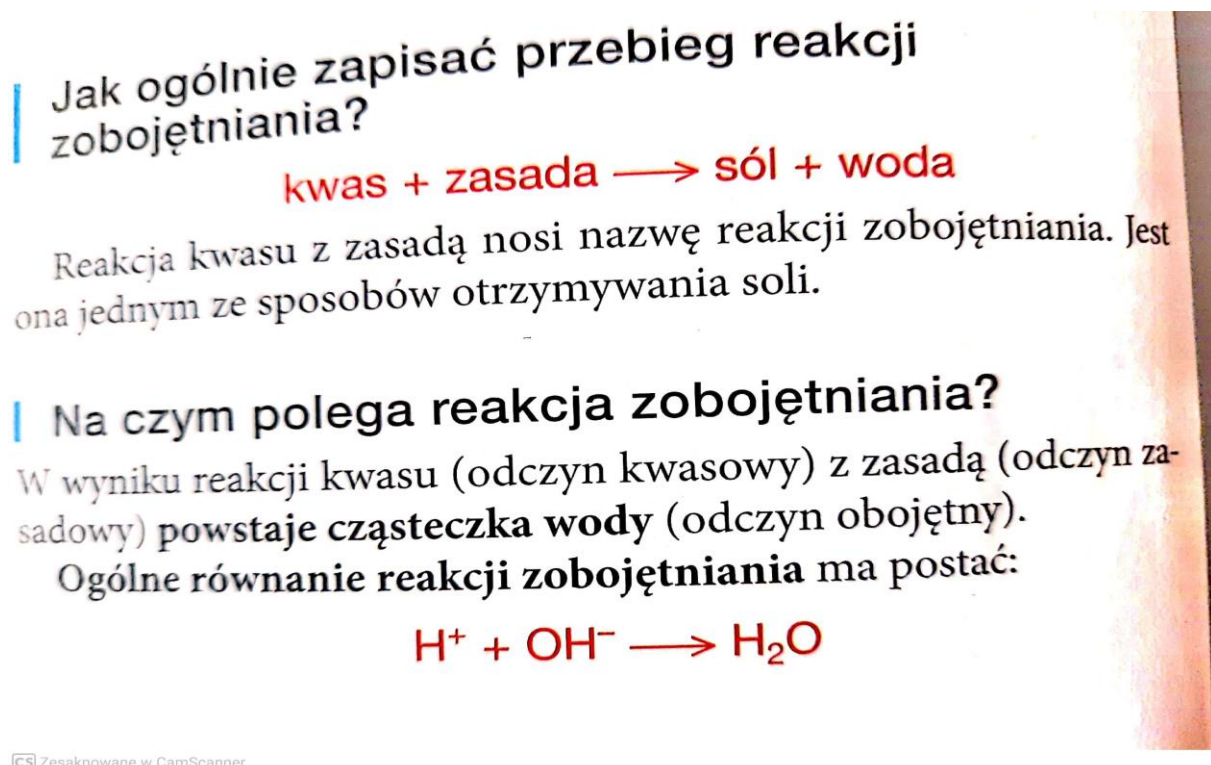 Jak ogólnie zapisać przebieg reakcji
zobojętniania?
kwas + zasada ⟶ sól + woda
Reakcja kwasu z zasadą nosi nazwę reakcji zobojętniania. Jest
ona jednym ze sposobów otrzymywania soli.
Na czym polega reakcja zobojętniania?
W wyniku reakcji kwasu (odczyn kwasowy) z zasadą (odczyn za-
sadowy) powstaje cząsteczka wody (odczyn obojętny).
Ogólne równanie reakcji zobojętniania ma postać:
H⁺ + OH⁻ ⟶ H₂O
CS Zesaknowane w CamScanner